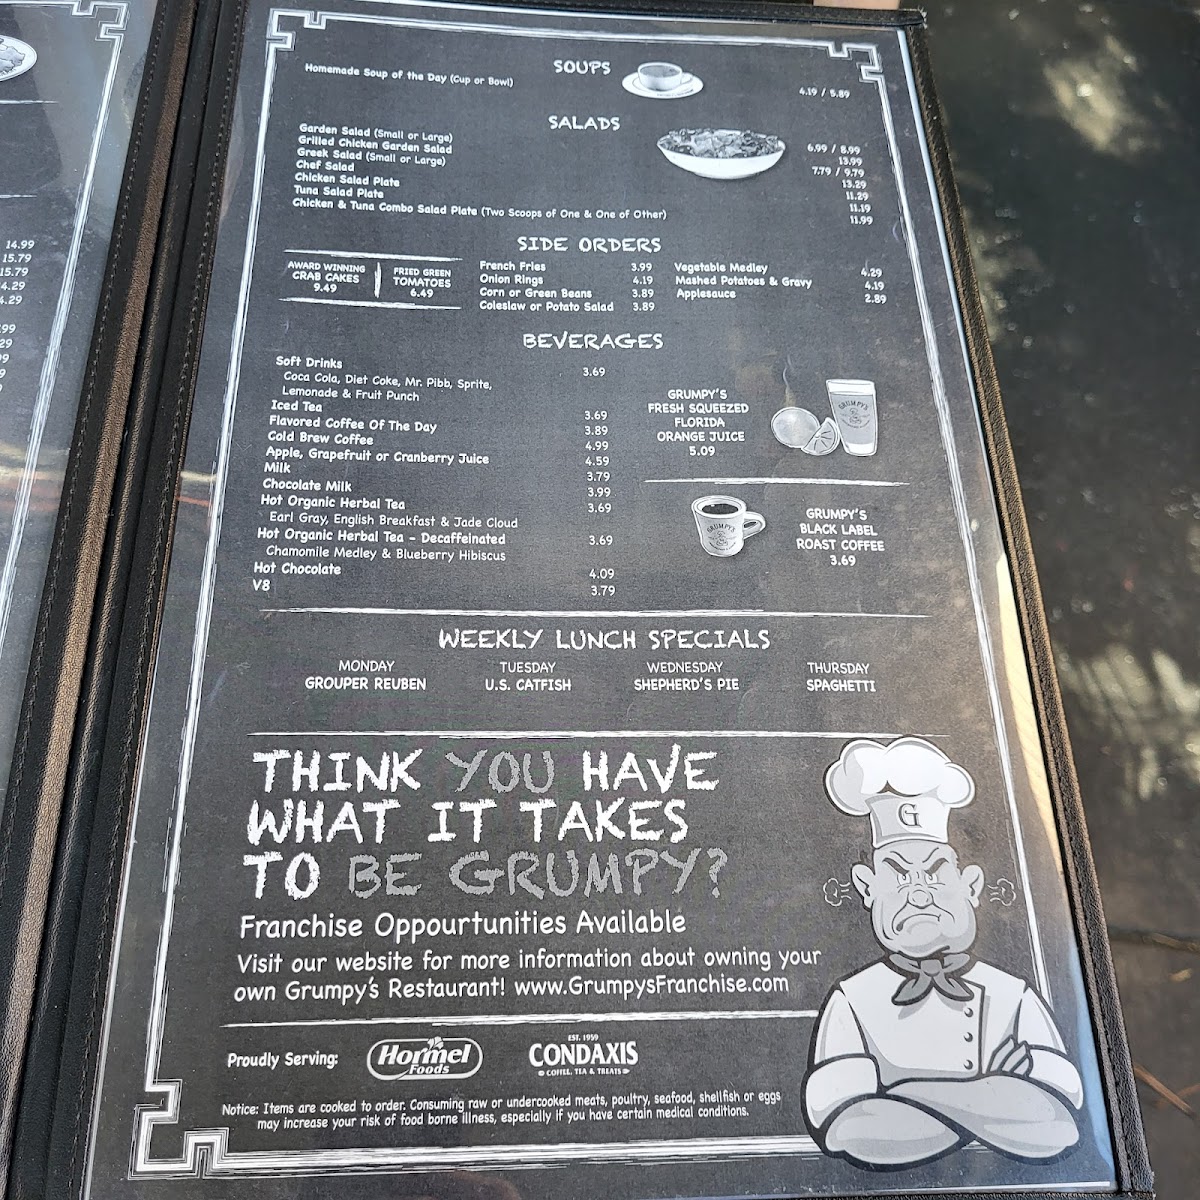 14.99
15.79
15.79
4.29
4.29
.99
29
SOUPS
Homemade Soup of the Day (Cup or Bowl) 4.19 / 5.89
SALADS
Garden Salad (Small or Large) 6.99 / 8.99
Grilled Chicken Garden Salad 13.99
Greek Salad (Small or Large) 7.79 / 9.79
Chef Salad 13.29
Chicken Salad Plate 11.29
Tuna Salad Plate 11.19
Chicken & Tuna Combo Salad Plate (Two Scoops of One & One of Other) 11.99
SIDE ORDERS
AWARD WINNING
CRAB CAKES
9.49
FRIED GREEN
TOMATOES
6.49
French Fries 3.99
Onion Rings 4.19
Corn or Green Beans 3.89
Coleslaw or Potato Salad 3.89
Vegetable Medley 4.29
Mashed Potatoes & Gravy 4.19
Applesauce 2.89
BEVERAGES
Soft Drinks 3.69
Coca Cola, Diet Coke, Mr. Pibb, Sprite,
Lemonade & Fruit Punch
Iced Tea 3.69
Flavored Coffee Of The Day 3.89
Cold Brew Coffee 4.99
Apple, Grapefruit or Cranberry Juice 4.59
Milk 3.79
Chocolate Milk 3.99
Hot Organic Herbal Tea 3.69
Earl Gray, English Breakfast & Jade Cloud
Hot Organic Herbal Tea - Decaffeinated 3.69
Chamomile Medley & Blueberry Hibiscus
Hot Chocolate 4.09
V8 3.79
GRUMPY'S
FRESH SQUEEZED
FLORIDA
ORANGE JUICE
5.09
GRUMPY'S
GRUMPY'S
GRUMPY'S
BLACK LABEL
ROAST COFFEE
3.69
WEEKLY LUNCH SPECIALS
MONDAY
GROUPER REUBEN
TUESDAY
U.S. CATFISH
WEDNESDAY
SHEPHERD'S PIE
THURSDAY
SPAGHETTI
THINK YOU HAVE
WHAT IT TAKES
TO BE GRUMPY?
G
Franchise Oppourtunities Available
Visit our website for more information about owning your
own Grumpy's Restaurant! www.GrumpysFranchise.com
Proudly Serving:
Hormel
Foods
EST. 1959
CONDAXIS
COFFEE, TEA & TREATS
Notice: Items are cooked to order. Consuming raw or undercooked meats, poultry, seafood, shellfish or eggs
may increase your risk of food borne illness, especially if you have certain medical conditions.